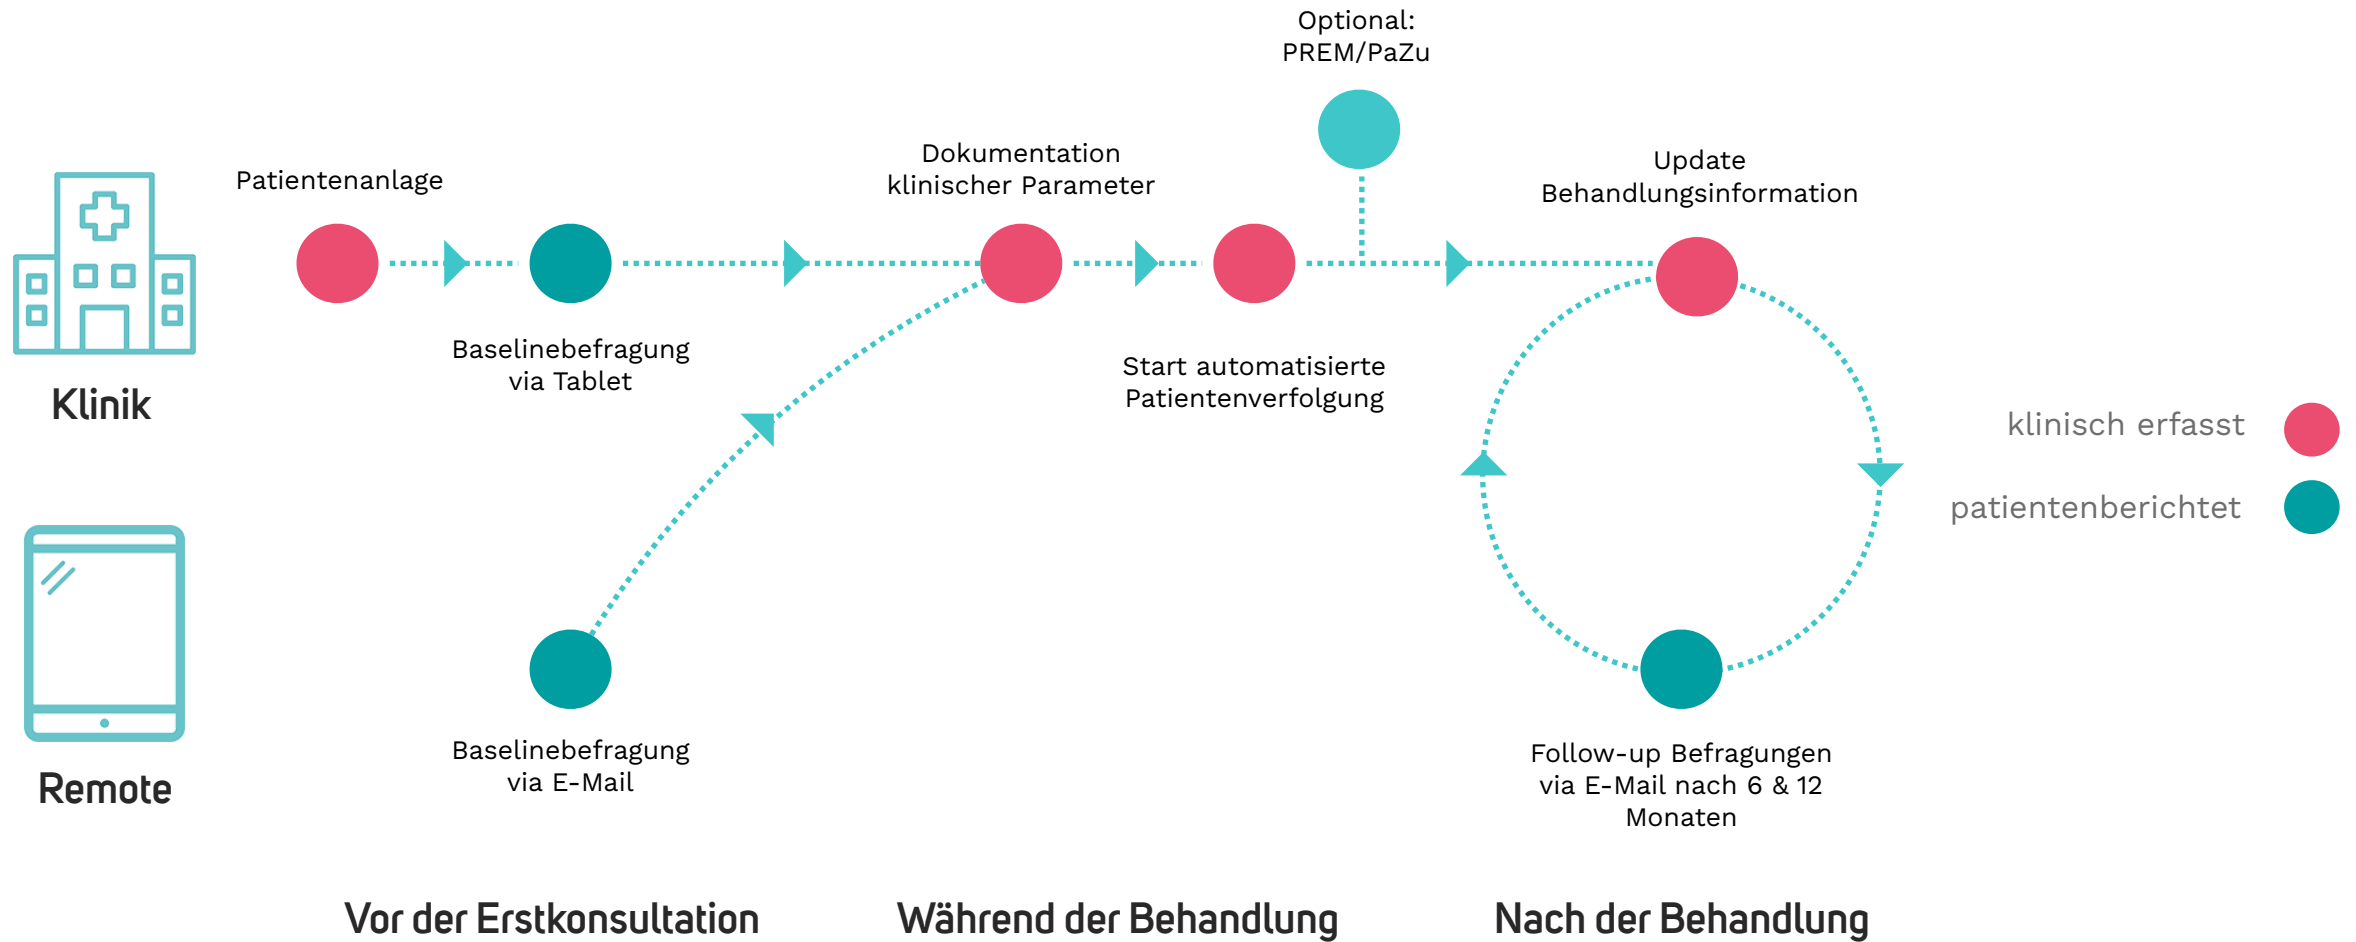 Optional:
PREM/PaZu
Patientenanlage
Dokumentation
klinischer Parameter
Update
Behandlungsinformation
Baselinebefragung
via Tablet
Start automatisierte
Patientenverfolgung
Klinik
klinisch erfasst
patientenberichtet
Remote
Baselinebefragung
via E-Mail
Follow-up Befragungen
via E-Mail nach 6 & 12
Monaten
Vor der Erstkonsultation
Während der Behandlung
Nach der Behandlung